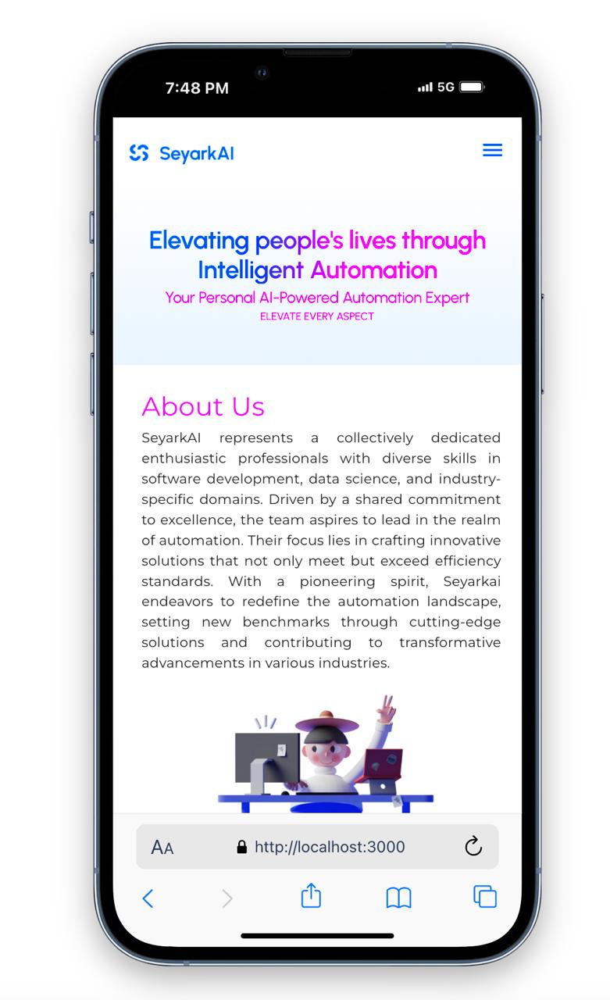 7:48 PM 5G
SeyarkAI
Elevating people's lives through
Intelligent Automation
Your Personal AI-Powered Automation Expert
ELEVATE EVERY ASPECT
About Us
SeyarkAI represents a collectively dedicated
enthusiastic professionals with diverse skills in
software development, data science, and industry-
specific domains. Driven by a shared commitment
to excellence, the team aspires to lead in the realm
of automation. Their focus lies in crafting innovative
solutions that not only meet but exceed efficiency
standards. With a pioneering spirit, Seyarkai
endeavors to redefine the automation landscape,
setting new benchmarks through cutting-edge
solutions and contributing to transformative
advancements in various industries.
AA http://localhost:3000